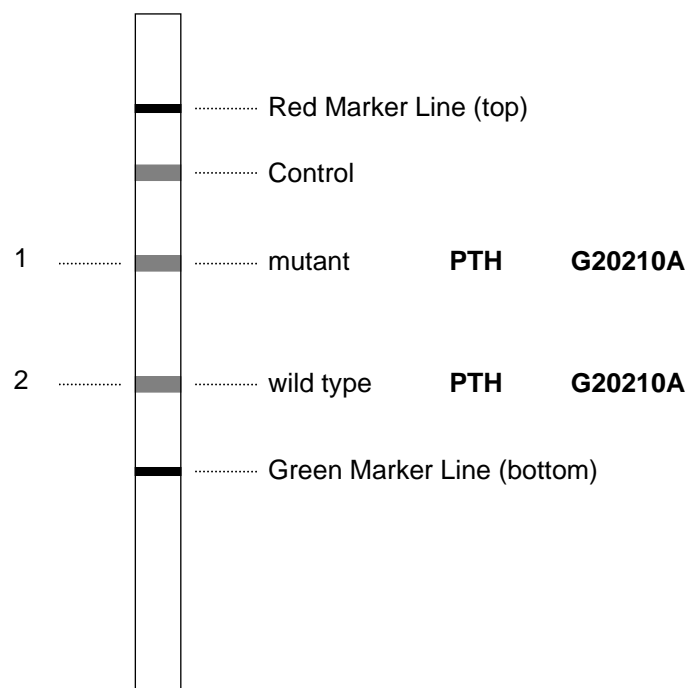 Red Marker Line (top)
Control
1 mutant PTH G20210A
2 wild type PTH G20210A
Green Marker Line (bottom)